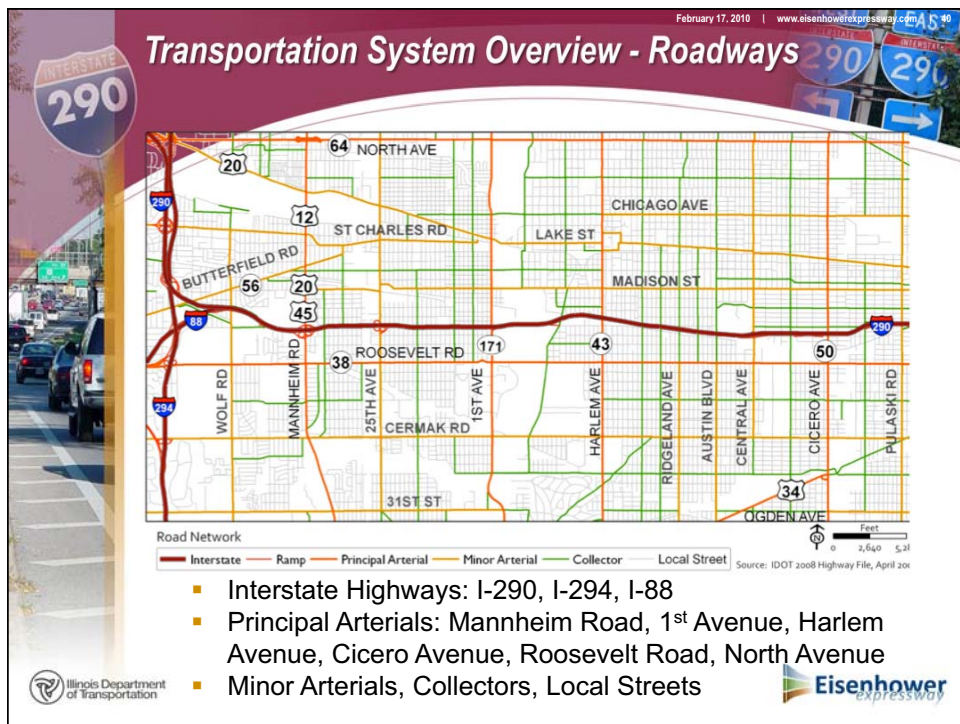 February 17, 2010 | www.eisenhowerexpressway.com | 40
Transportation System Overview - Roadways
INTERSTATE
290
EAST
INTERSTATE
290
290
64 NORTH AVE
20
290
12
CHICAGO AVE
ST CHARLES RD
LAKE ST
BUTTERFIELD RD
56
20
MADISON ST
45
88
290
38 ROOSEVELT RD
171
43
50
294
WOLF RD
MANNHEIM RD
25TH AVE
1ST AVE
HARLEM AVE
RIDGELAND AVE
AUSTIN BLVD
CENTRAL AVE
CICERO AVE
PULASKI RD
CERMAK RD
31ST ST
34
OGDEN AVE
Road Network
N
Feet
0 2,640
Interstate Ramp Principal Arterial Minor Arterial Collector Local Street
Source: IDOT 2008 Highway File, April
▪ Interstate Highways: I-290, I-294, I-88
▪ Principal Arterials: Mannheim Road, 1st Avenue, Harlem
Avenue, Cicero Avenue, Roosevelt Road, North Avenue
▪ Minor Arterials, Collectors, Local Streets
Illinois Department
of Transportation
Eisenhower
expressway